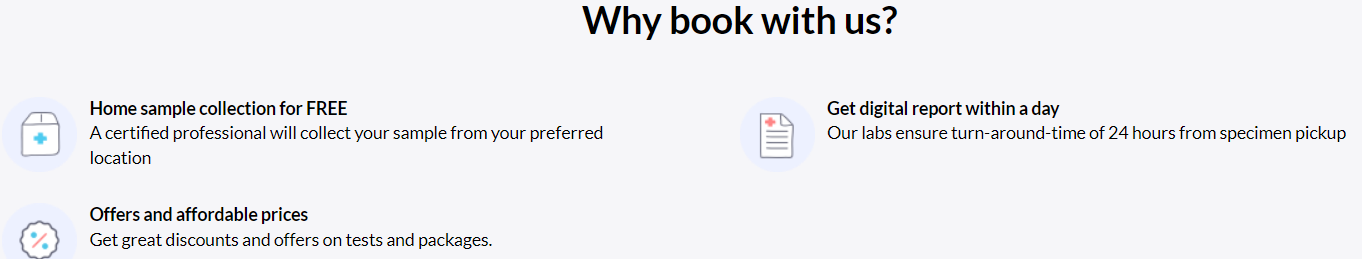 Why book with us?
Home sample collection for FREE
A certified professional will collect your sample from your preferred
location
Get digital report within a day
Our labs ensure turn-around-time of 24 hours from specimen pickup
Offers and affordable prices
Get great discounts and offers on tests and packages.